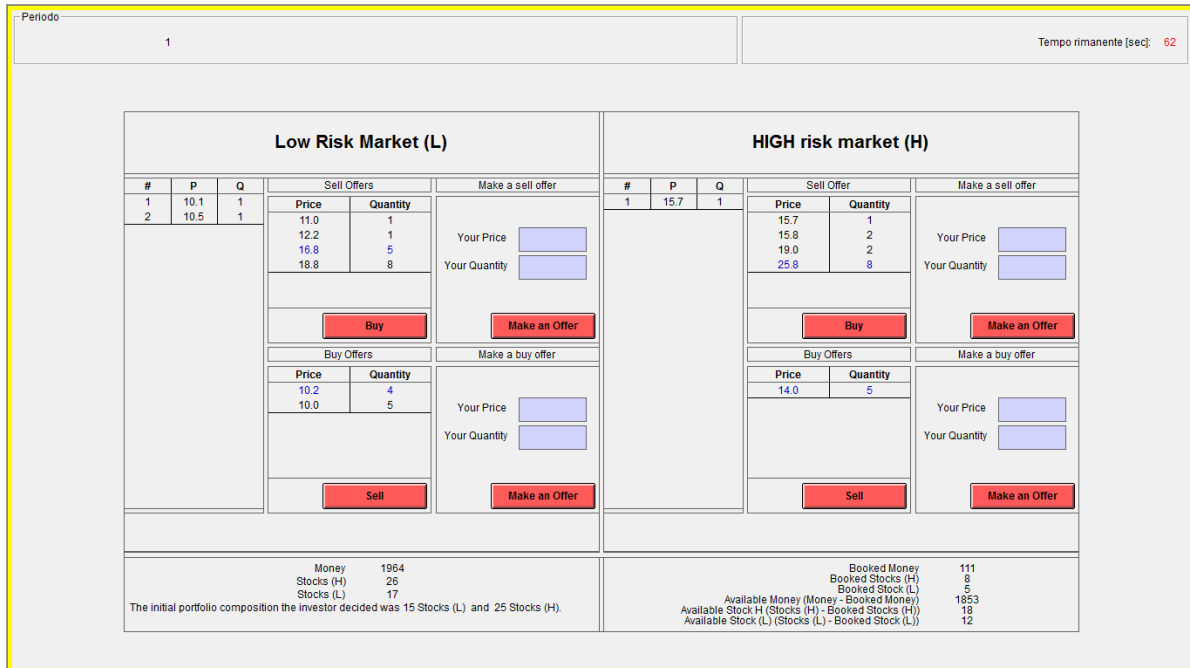 Periodo
1
Tempo rimanente [sec]: 62
Low Risk Market (L)
# P Q
1 10.1 1
2 10.5 1
Sell Offers
Price Quantity
11.0 1
12.2 1
16.8 5
18.8 8
Buy
Make a sell offer
Your Price
Your Quantity
Make an Offer
Buy Offers
Price Quantity
10.2 4
10.0 5
Sell
Make a buy offer
Your Price
Your Quantity
Make an Offer
HIGH risk market (H)
# P Q
1 15.7 1
Sell Offer
Price Quantity
15.7 1
15.8 2
19.0 2
25.8 8
Buy
Make a sell offer
Your Price
Your Quantity
Make an Offer
Buy Offers
Price Quantity
14.0 5
Sell
Make a buy offer
Your Price
Your Quantity
Make an Offer
Money 1964
Stocks (H) 26
Stocks (L) 17
The initial portfolio composition the investor decided was 15 Stocks (L) and 25 Stocks (H).
Booked Money 111
Booked Stocks (H) 8
Booked Stock (L) 5
Available Money (Money - Booked Money) 1853
Available Stock H (Stocks (H) - Booked Stocks (H)) 18
Available Stock (L) (Stocks (L) - Booked Stock (L)) 12